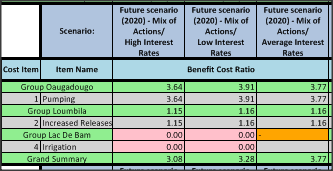 Scenario: Future scenario (2020) - Mix of Actions/ High Interest Rates Future scenario (2020) - Mix of Actions/ Low Interest Rates Future scenario (2020) - Mix of Actions/ Average Interest Rates
Cost Item Item Name Benefit Cost Ratio
Group Oaugadougo 3.64 3.91 3.77
1 Pumping 3.64 3.91 3.77
Group Loumbila 1.15 1.16 1.16
2 Increased Releases 1.15 1.16 1.16
Group Lac De Bam 0.00 0.00 -
4 Irrigation 0.00 0.00
Grand Summary 3.08 3.28 3.77